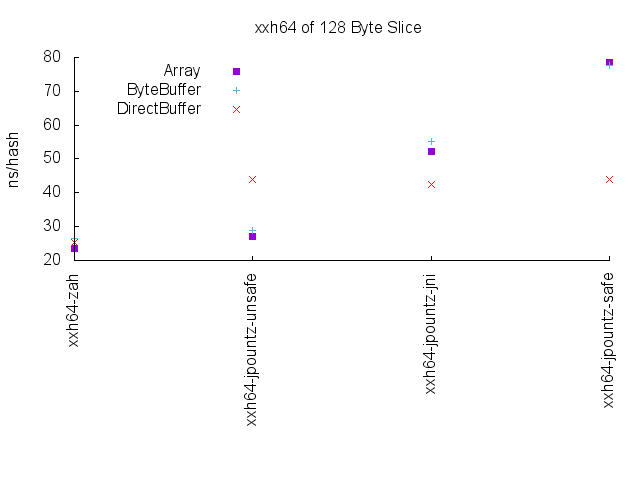 xxh64 of 128 Byte Slice
80
70
60
50
40
30
20
ns/hash
Array
ByteBuffer
DirectBuffer
xxh64-zah
xxh64-jpountz-unsafe
xxh64-jpountz-jni
xxh64-jpountz-safe